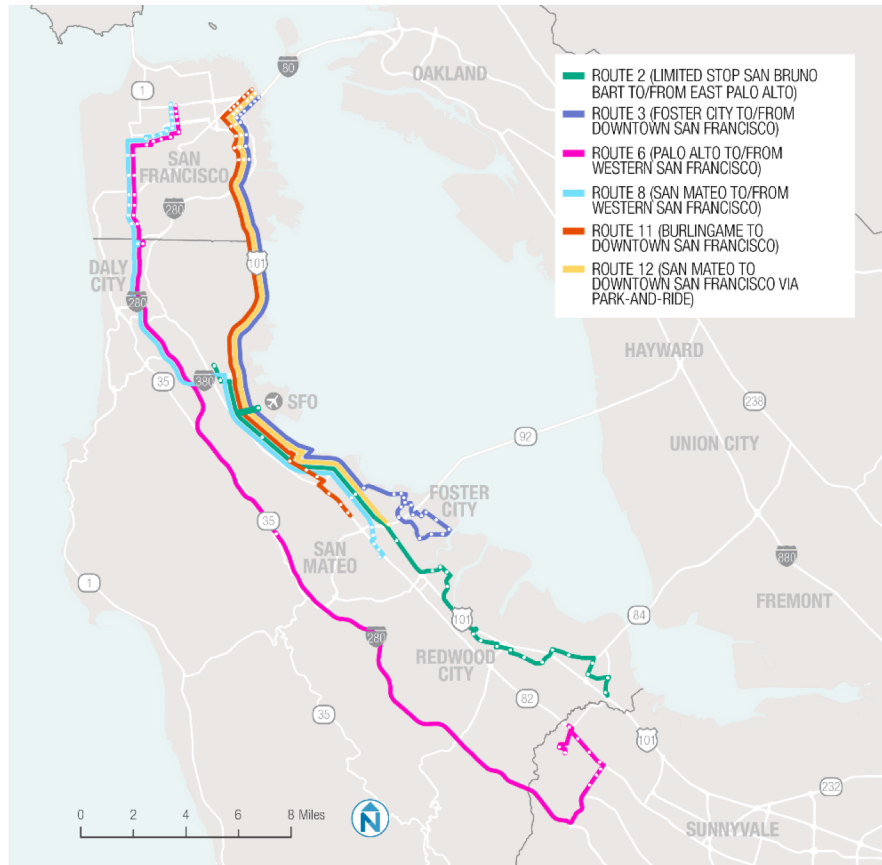 80
1
OAKLAND
ROUTE 2 (LIMITED STOP SAN BRUNO
BART TO/FROM EAST PALO ALTO)
ROUTE 3 (FOSTER CITY TO/FROM
DOWNTOWN SAN FRANCISCO)
ROUTE 6 (PALO ALTO TO/FROM
WESTERN SAN FRANCISCO)
ROUTE 8 (SAN MATEO TO/FROM
WESTERN SAN FRANCISCO)
ROUTE 11 (BURLINGAME TO
DOWNTOWN SAN FRANCISCO)
ROUTE 12 (SAN MATEO TO
DOWNTOWN SAN FRANCISCO VIA
PARK-AND-RIDE)
SAN
FRANCISCO
280
101
DALY
CITY
280
35
380
SFO
HAYWARD
238
92
UNION CITY
FOSTER
CITY
35
SAN
MATEO
880
1
FREMONT
84
101
280
REDWOOD
CITY
82
35
101
232
SUNNYVALE
0 2 4 6 8 Miles
N